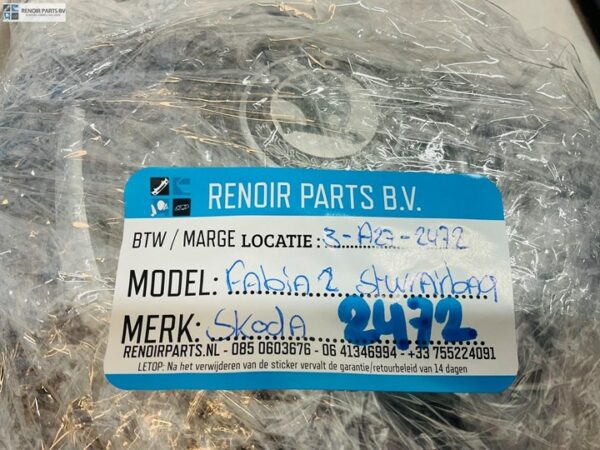 RENOIR PARTS BV
RENOIR PARTS B.V.
BTW / MARGE LOCATIE: 3-A27-2472
MODEL: Fabia 2 stuurAirbag
MERK: Skoda 2472
RENOIRPARTS.NL - 085 0603676 - 06 41346994 - +33 755224091
LETOP: Na het verwijderen van de sticker vervalt de garantie/retourbeleid van 14 dagen